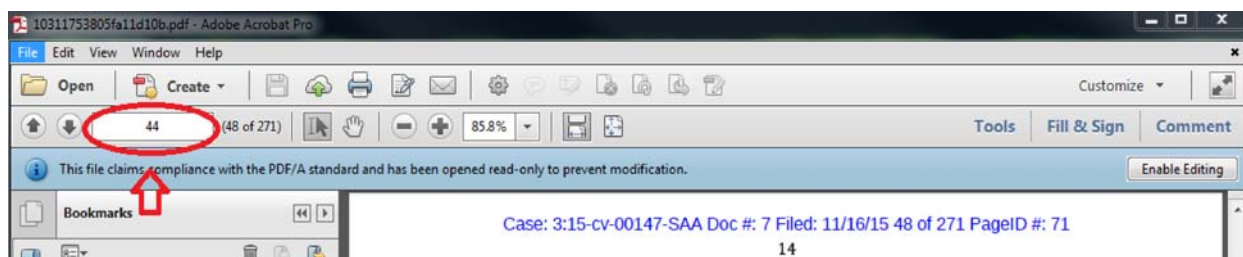 10311753805fa11d10b.pdf - Adobe Acrobat Pro
File Edit View Window Help
Open Create Customize
44 (48 of 271) 85.8% Tools Fill & Sign Comment
This file claims compliance with the PDF/A standard and has been opened read-only to prevent modification. Enable Editing
Bookmarks
Case: 3:15-cv-00147-SAA Doc #: 7 Filed: 11/16/15 48 of 271 PageID #: 71
14